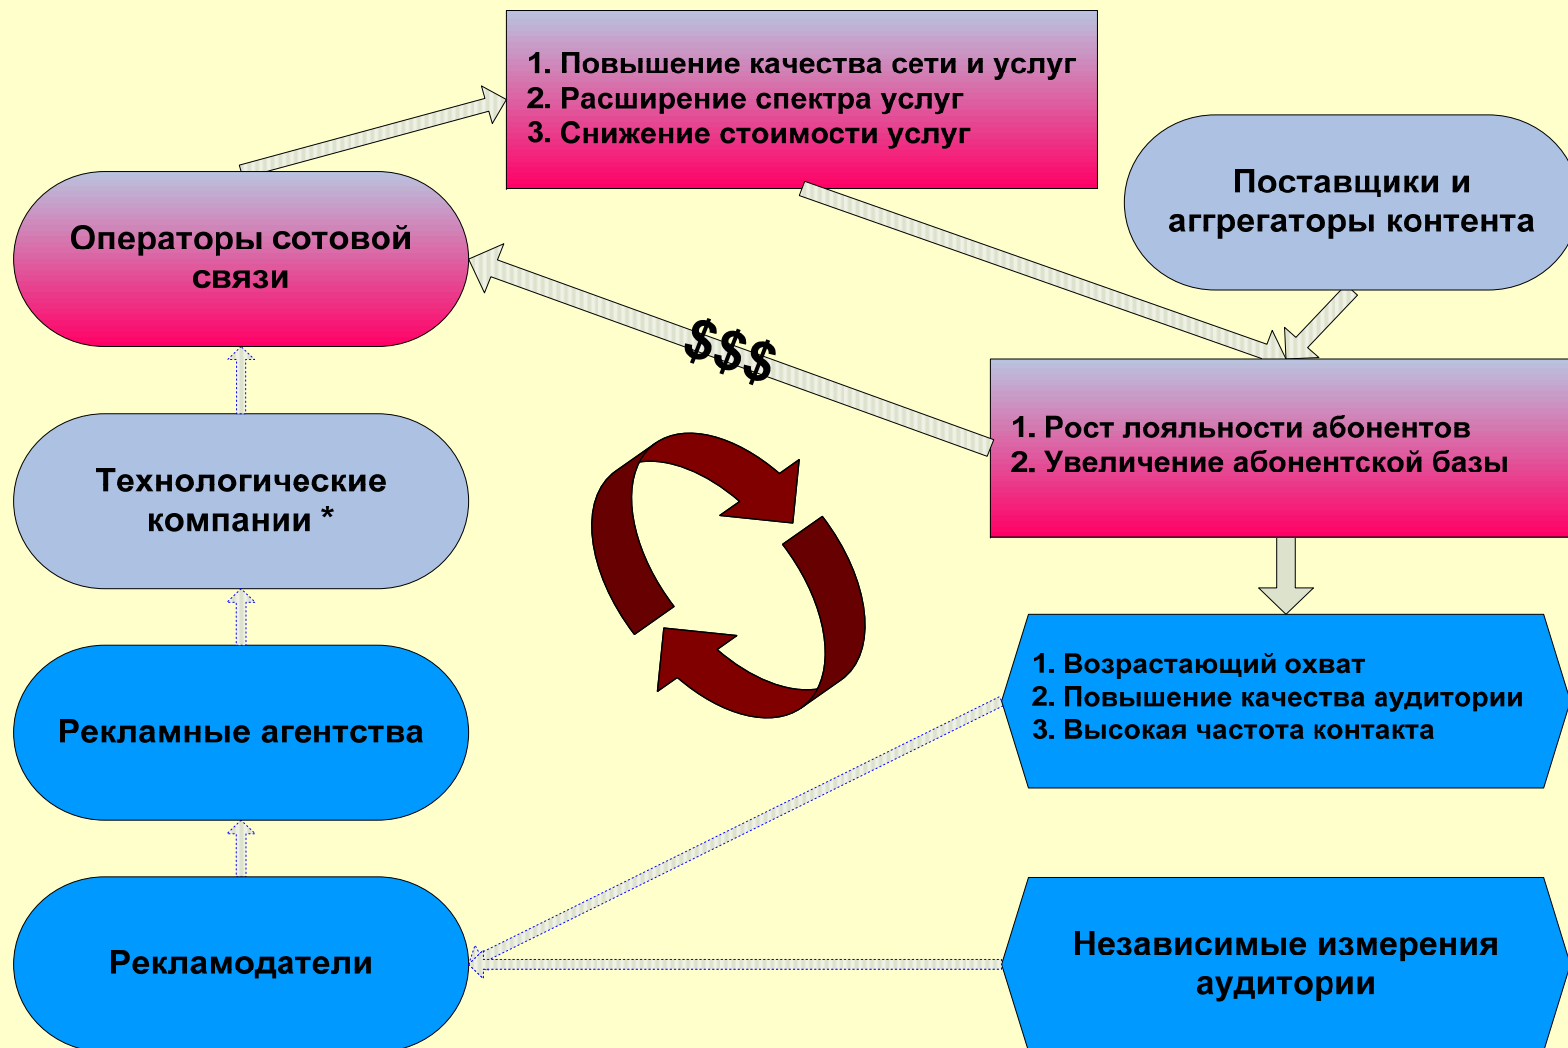 1. Повышение качества сети и услуг
2. Расширение спектра услуг
3. Снижение стоимости услуг
Поставщики и
аггрегаторы контента
Операторы сотовой
связи
$$$
1. Рост лояльности абонентов
2. Увеличение абонентской базы
Технологические
компании *
1. Возрастающий охват
2. Повышение качества аудитории
3. Высокая частота контакта
Рекламные агентства
Рекламодатели
Независимые измерения
аудитории